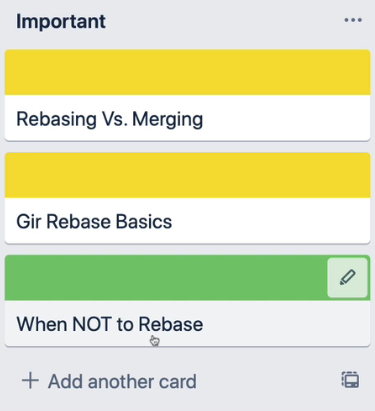 Important
Rebasing Vs. Merging
Gir Rebase Basics
When NOT to Rebase
Add another card